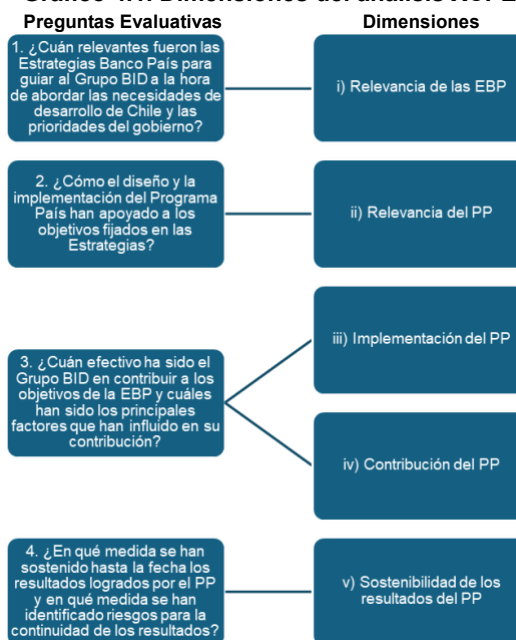 Preguntas Evaluativas
Dimensiones
1. ¿Cuán relevantes fueron las
Estrategias Banco País para
guiar al Grupo BID a la hora
de abordar las necesidades de
desarrollo de Chile y las
prioridades del gobierno?
i) Relevancia de las EBP
2. ¿Cómo el diseño y la
implementación del Programa
País han apoyado a los
objetivos fijados en las
Estrategias?
ii) Relevancia del PP
3. ¿Cuán efectivo ha sido el
Grupo BID en contribuir a los
objetivos de la EBP y cuáles
han sido los principales
factores que han influido en su
contribución?
iii) Implementación del PP
iv) Contribución del PP
4. ¿En qué medida se han
sostenido hasta la fecha los
resultados logrados por el PP
y en qué medida se han
identificado riesgos para la
continuidad de los resultados?
v) Sostenibilidad de los
resultados del PP